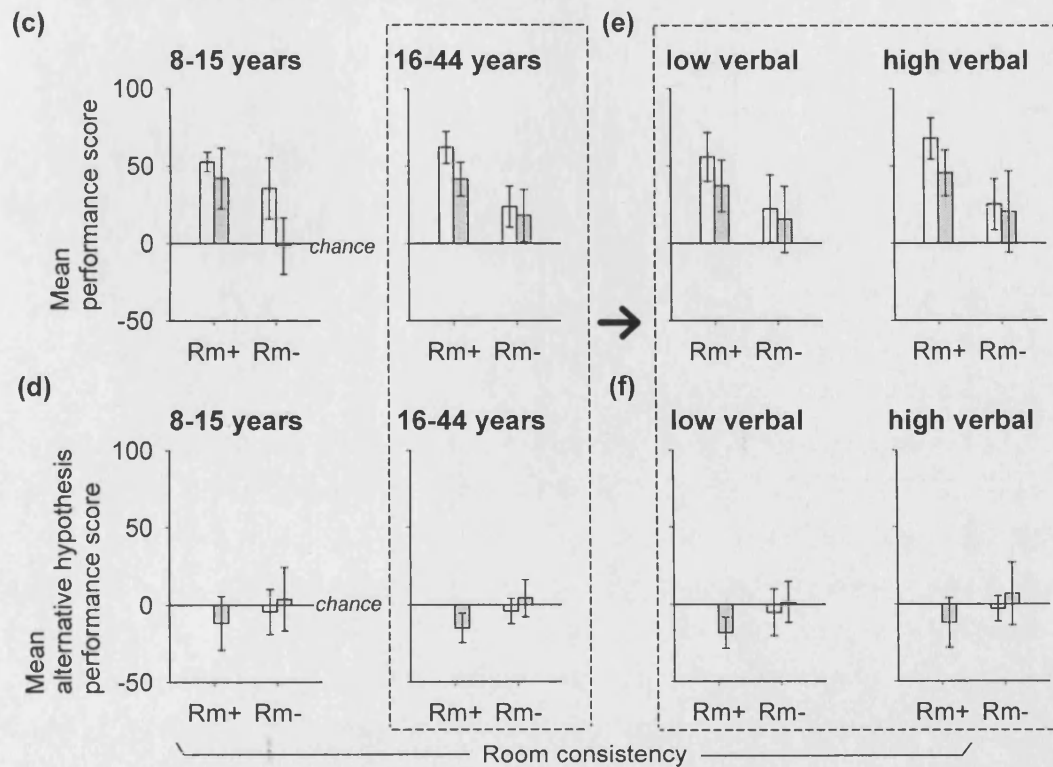 (c)
8-15 years
16-44 years
(e)
low verbal
high verbal
Mean
performance score
100
50
0
-50
chance
Rm+ Rm-
Rm+ Rm-
Rm+ Rm-
Rm+ Rm-
(d)
8-15 years
16-44 years
(f)
low verbal
high verbal
Mean
alternative hypothesis
performance score
100
50
0
-50
chance
Rm+ Rm-
Rm+ Rm-
Rm+ Rm-
Rm+ Rm-
Room consistency